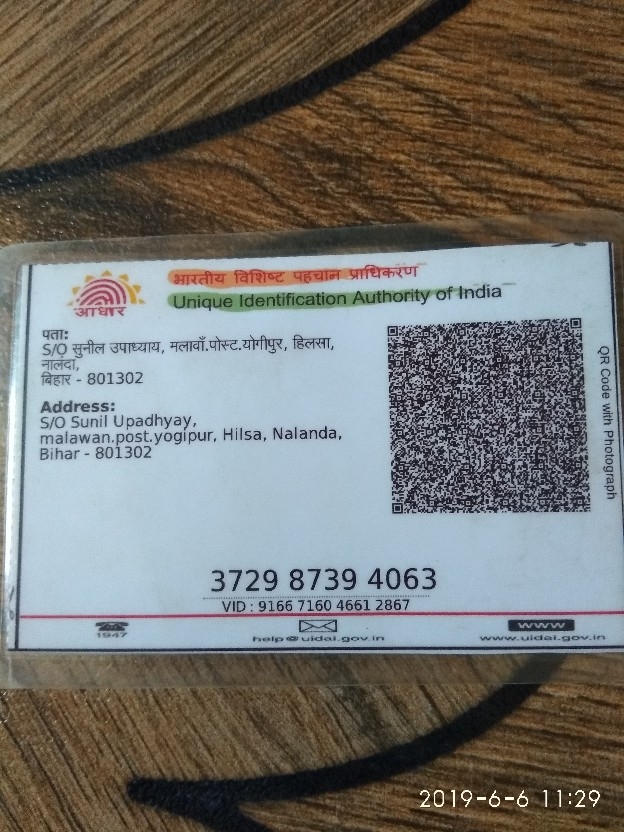 आधार
भारतीय विशिष्ट पहचान प्राधिकरण
Unique Identification Authority of India
पता:
S/O सुनील उपाध्याय, मलावाँ.पोस्ट.योगीपुर, हिलसा,
नालंदा,
बिहार - 801302
Address:
S/O Sunil Upadhyay,
malawan.post.yogipur, Hilsa, Nalanda,
Bihar - 801302
QR Code with Photograph
3729 8739 4063
VID : 9166 7160 4661 2867
1947
help@uidai.gov.in
www
www.uidai.gov.in
2019-6-6 11:29